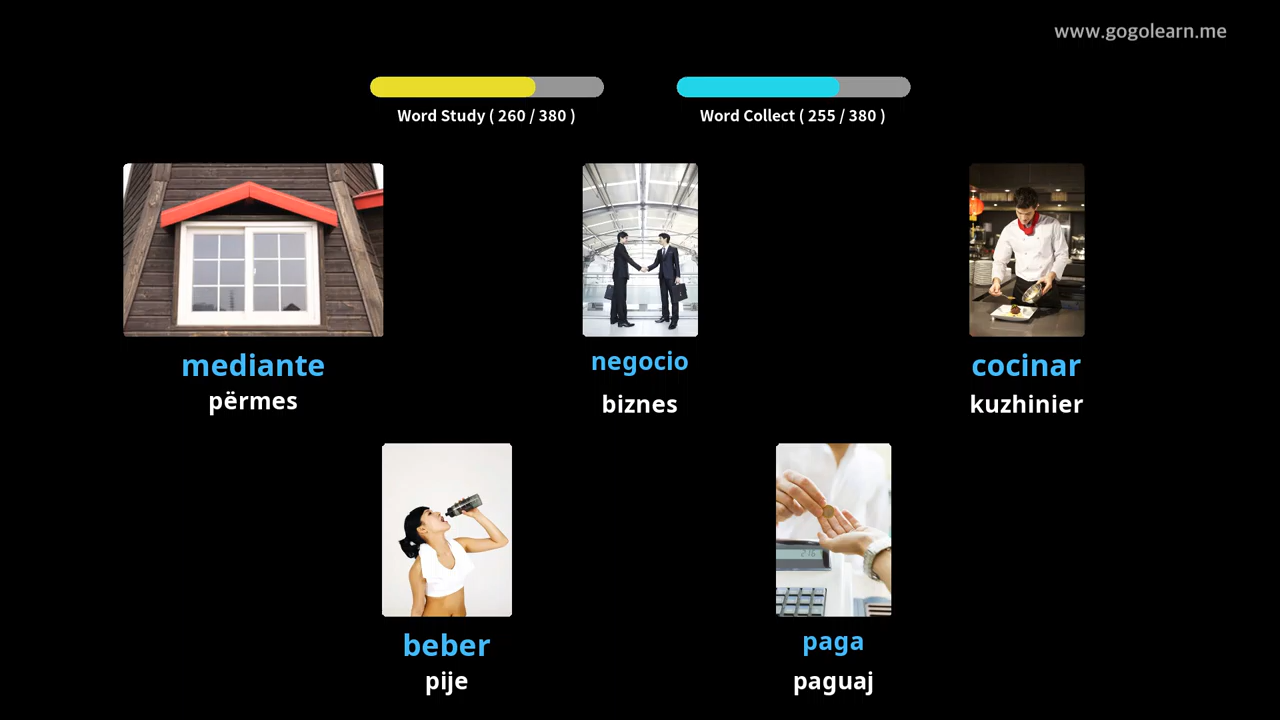 www.gogolearn.me
Word Study ( 260 / 380 )
Word Collect ( 255 / 380 )
mediante
përmes
negocio
biznes
cocinar
kuzhinier
beber
pije
paga
paguaj